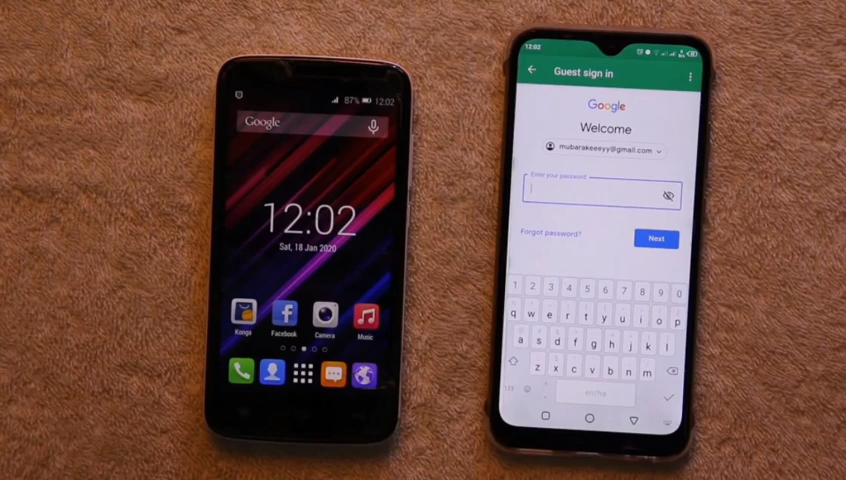 87% 12:02
Google
12:02
Sat, 18 Jan 2020
Konga
Facebook
Camera
Music
12:02
Guest sign in
Google
Welcome
mubarakeeeyy@gmail.com
Enter your password
Forgot password?
Next
1 2 3 4 5 6 7 8 9 0
q w e r t y u i o p
a s d f g h j k l
z x c v b n m